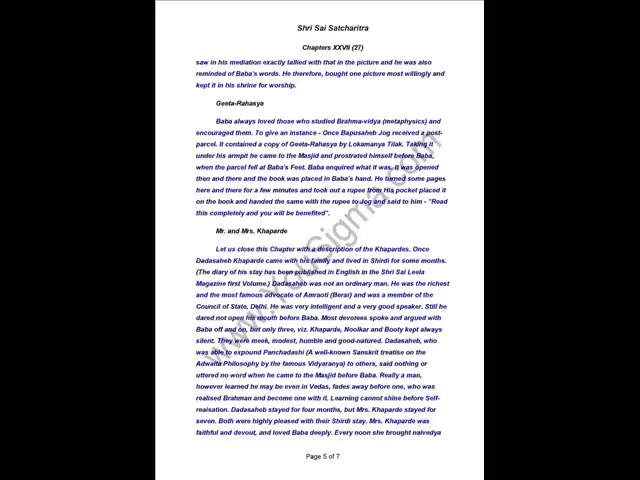 Shri Sai Satcharitra
Chapters XXVII (27)
saw in his mediation exactly tallied with that in the picture and he was also
reminded of Baba's words. He therefore, bought one picture most willingly and
kept it in his shrine for worship.
Geeta-Rahasya
Baba always loved those who studied Brahma-vidya (metaphysics) and
encouraged them. To give an instance - Once Bapusaheb Jog received a post-
parcel. It contained a copy of Geeta-Rahasya by Lokamanya Tilak. Taking it
under his armpit he came to the Masjid and prostrated himself before Baba,
when the parcel fell at Baba's Feet. Baba enquired what it was. It was opened
then and there and the book was placed in Baba's hand. He turned some pages
here and there for a few minutes and took out a rupee from His pocket placed it
on the book and handed the same with the rupee to Jog and said to him - "Read
this completely and you will be benefited".
Mr. and Mrs. Khaparde
Let us close this Chapter with a description of the Khapardes. Once
Dadasaheb Khaparde came with his family and lived in Shirdi for some months.
(The diary of his stay has been published in English in the Shri Sai Leela
Magazine first Volume.) Dadasaheb was not an ordinary man. He was the richest
and the most famous advocate of Amraoti (Berar) and was a member of the
Council of State, Delhi. He was very intelligent and a very good speaker. Still he
dared not open his mouth before Baba. Most devotees spoke and argued with
Baba off and on, but only three, viz. Khaparde, Noolkar and Booty kept always
silent. They were meek, modest, humble and good-natured. Dadasaheb, who
was able to expound Panchadashi (A well-known Sanskrit treatise on the
Adwaita Philosophy by the famous Vidyaranya) to others, said nothing or
uttered no word when he came to the Masjid before Baba. Really a man,
however learned he may be even in Vedas, fades away before one, who was
realised Brahman and become one with it. Learning cannot shine before Self-
reaisation. Dadasaheb stayed for four months, but Mrs. Khaparde stayed for
seven. Both were highly pleased with their Shirdi stay. Mrs. Khaparde was
faithful and devout, and loved Baba deeply. Every noon she brought naivedya
Page 5 of 7
www.YouSigma.com